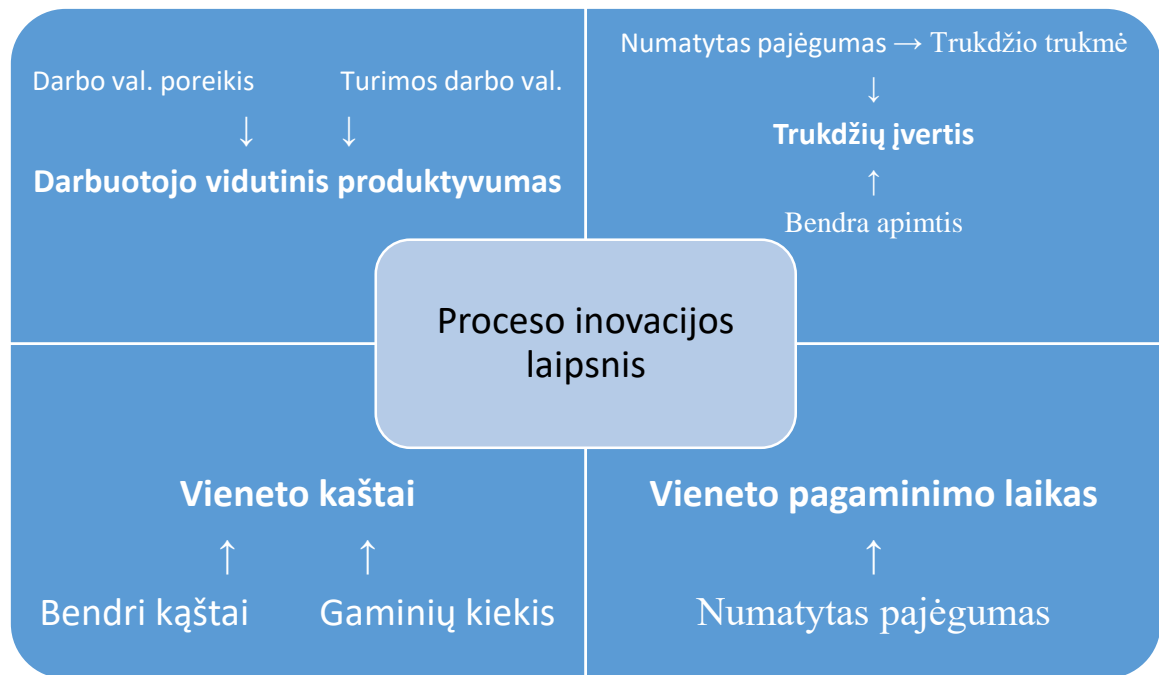 Darbo val. poreikis Turimos darbo val.
↓ ↓
Darbuotojo vidutinis produktyvumas
Numatytas pajėgumas → Trukdžio trukmė
↓
Trukdžių įvertis
↑
Bendra apimtis
Proceso inovacijos
laipsnis
Vieneto kaštai
↑ ↑
Bendri kąštai Gaminių kiekis
Vieneto pagaminimo laikas
↑
Numatytas pajėgumas